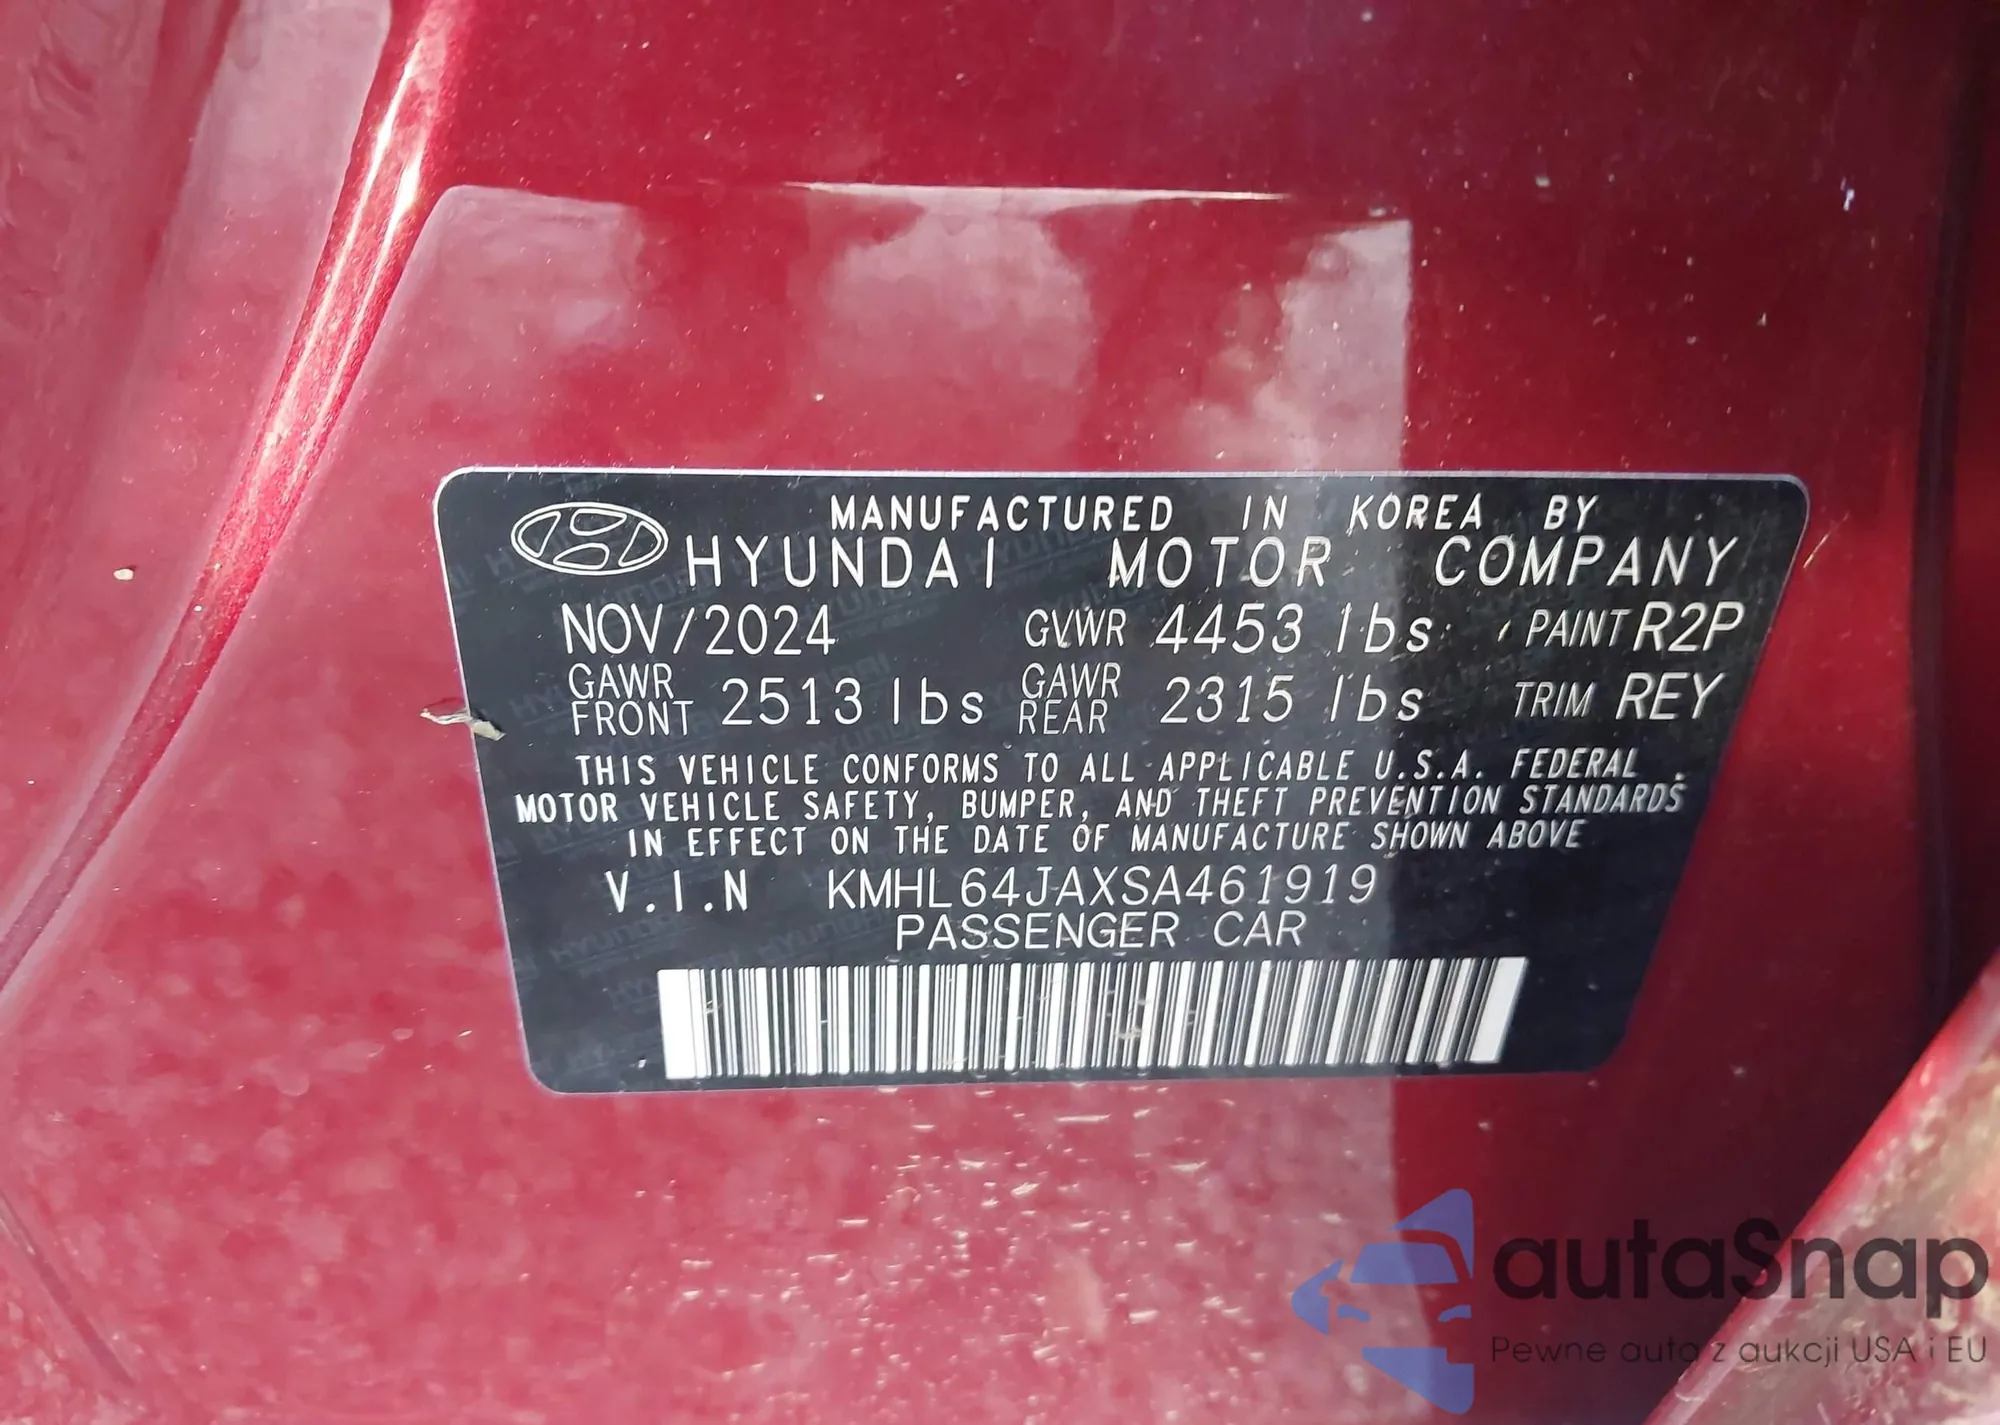 MANUFACTURED IN KOREA BY
HYUNDAI MOTOR COMPANY
NOV/2024 GVWR 4453 lbs PAINT R2P
GAWR FRONT 2513 lbs GAWR REAR 2315 lbs TRIM REY
THIS VEHICLE CONFORMS TO ALL APPLICABLE U.S.A. FEDERAL
MOTOR VEHICLE SAFETY, BUMPER, AND THEFT PREVENTION STANDARDS
IN EFFECT ON THE DATE OF MANUFACTURE SHOWN ABOVE
V.I.N KMHL64JAXSA461919
PASSENGER CAR
autaSnap
Pewne auta z aukcji USA i EU